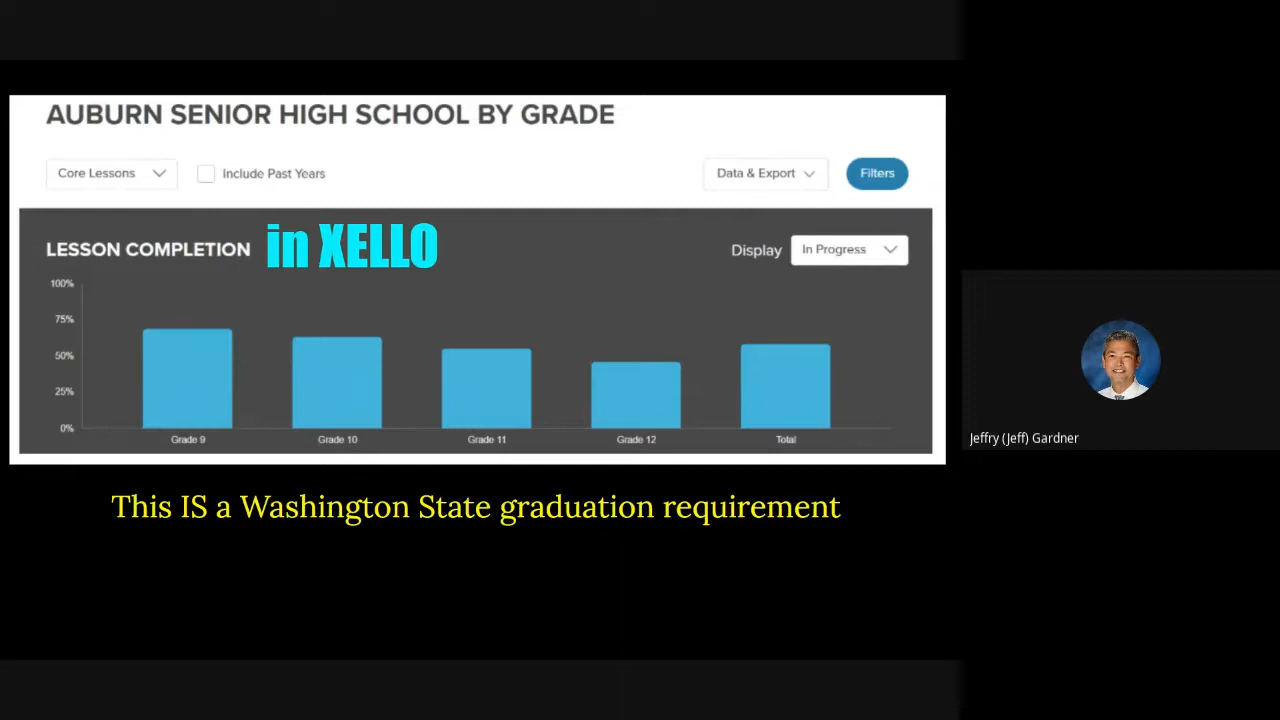 AUBURN SENIOR HIGH SCHOOL BY GRADE
Core Lessons
Include Past Years
Data & Export
Filters
LESSON COMPLETION in XELLO
Display In Progress
100%
75%
50%
25%
0%
Grade 9 Grade 10 Grade 11 Grade 12 Total
Jeffry (Jeff) Gardner
This IS a Washington State graduation requirement